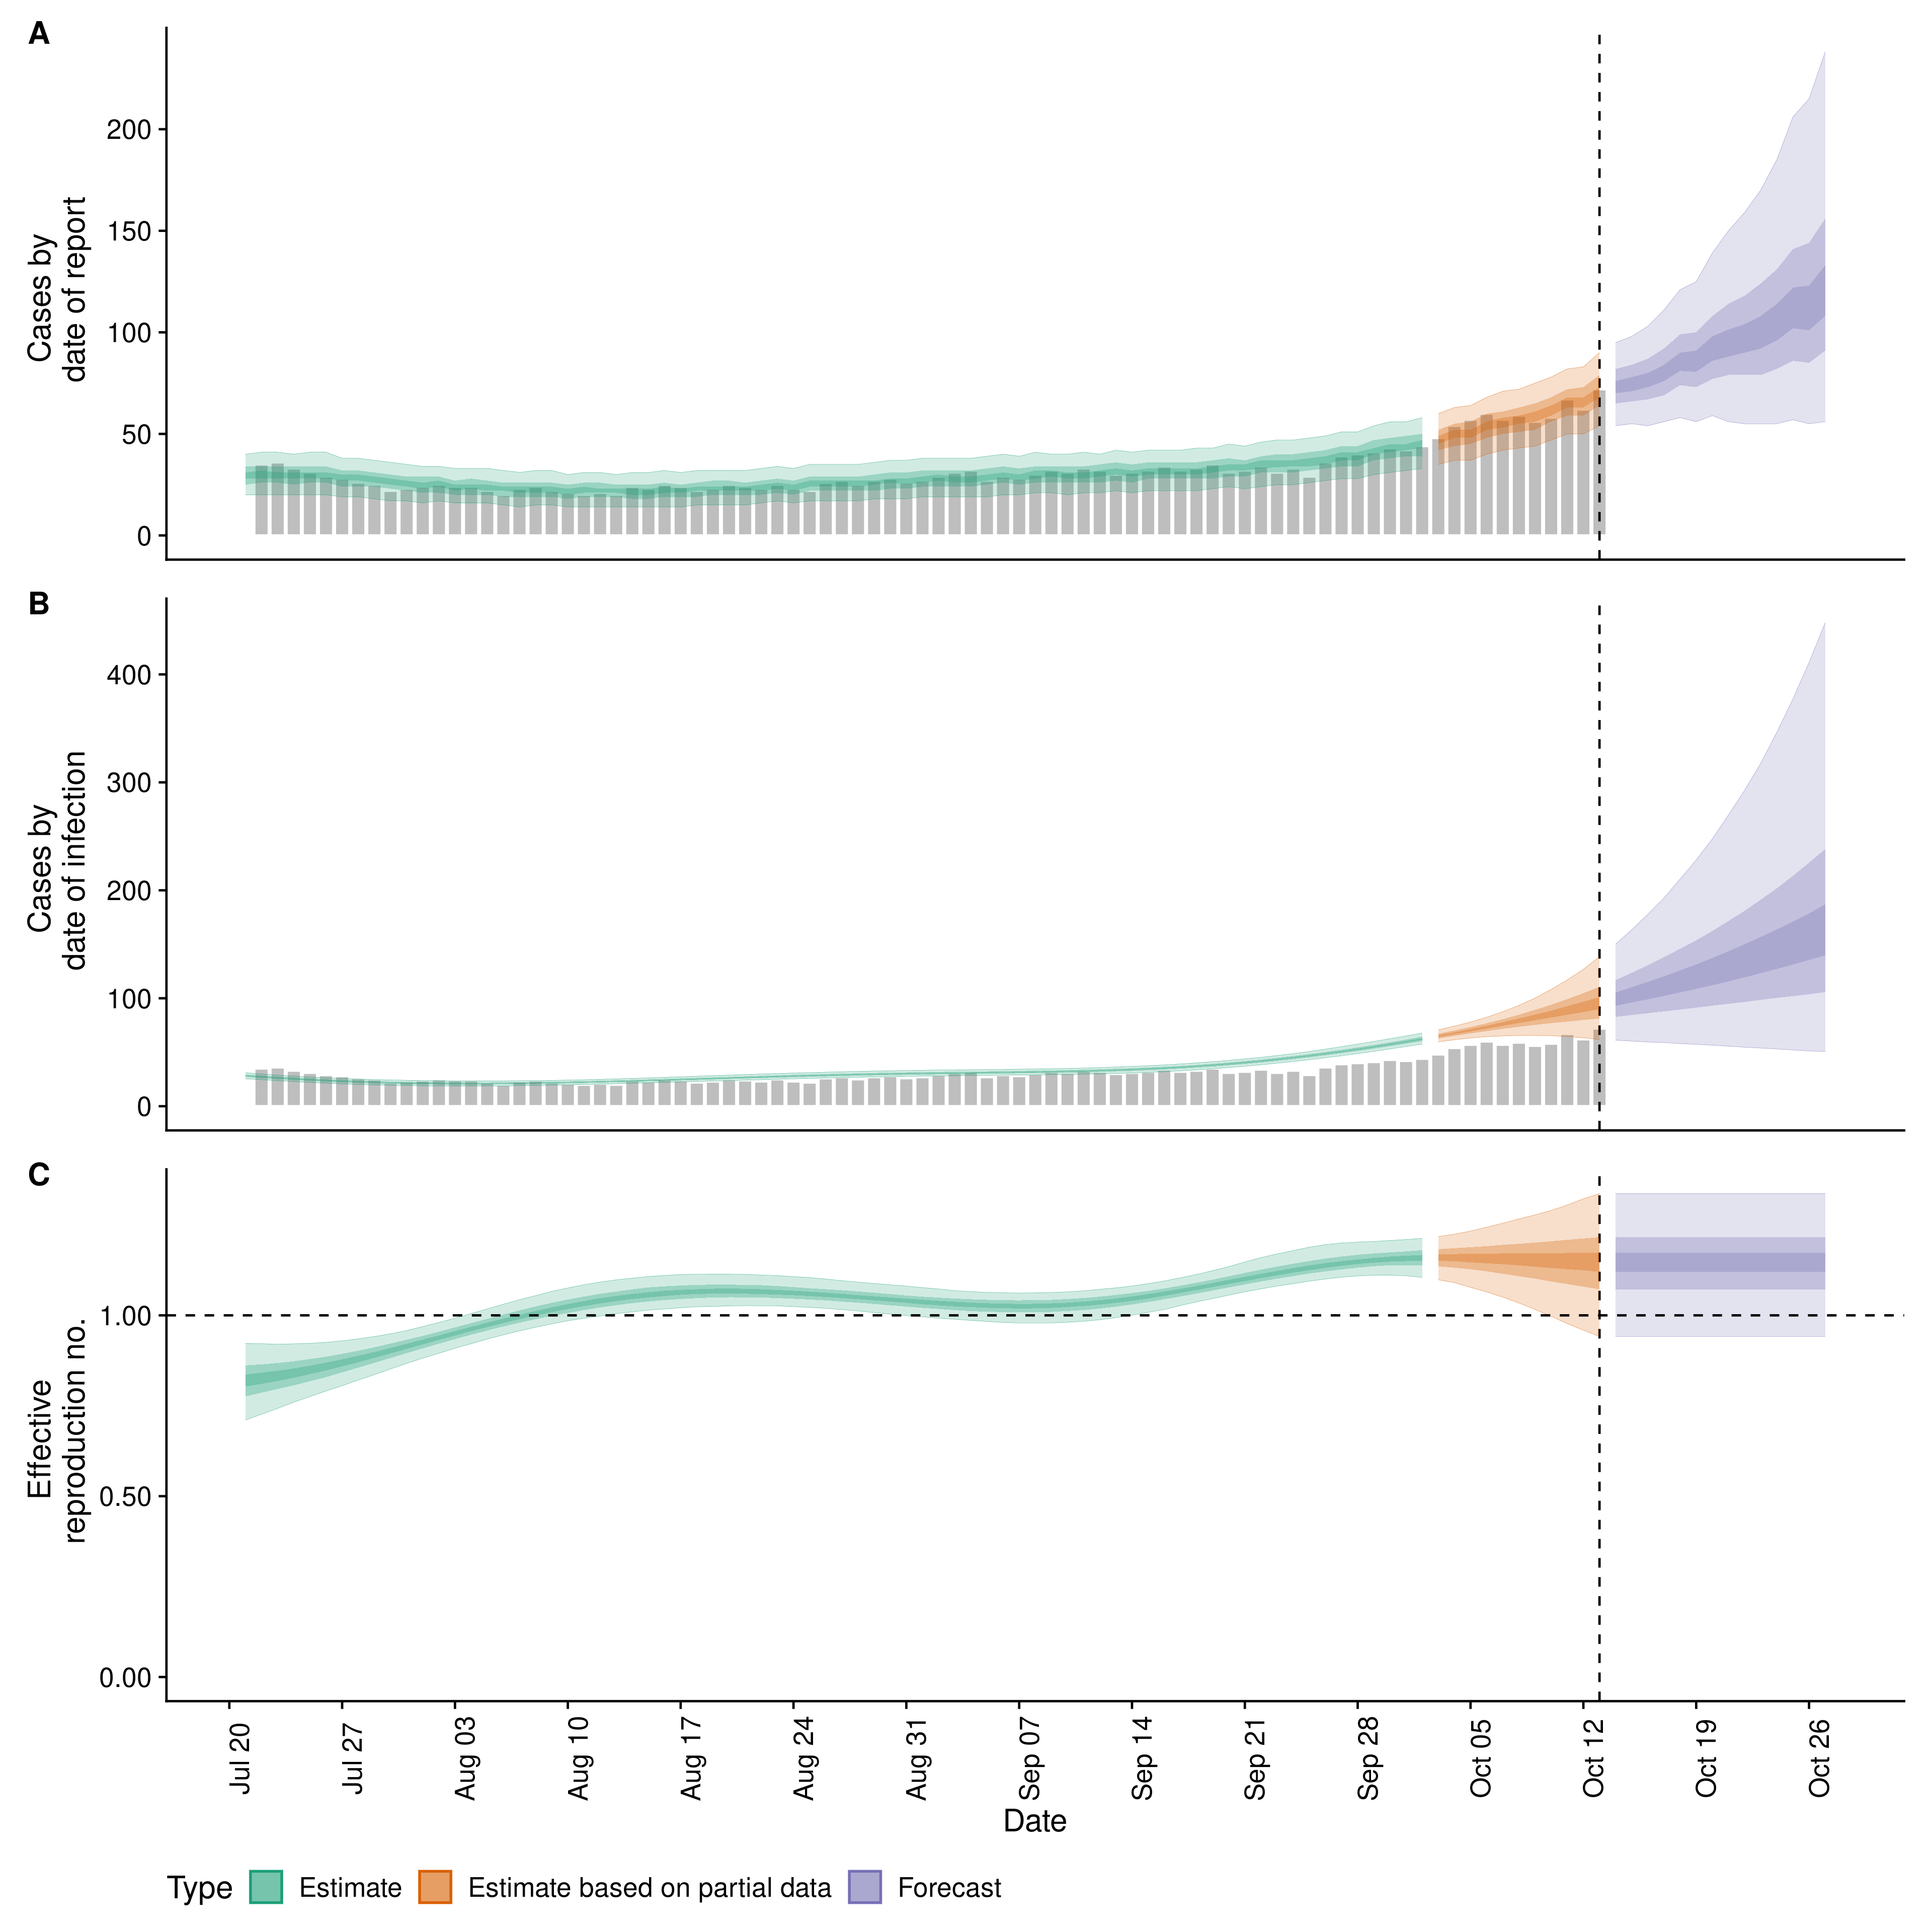 A
Cases by
date of report
200
150
100
50
0
B
Cases by
date of infection
400
300
200
100
0
C
Effective
reproduction no.
1.00
0.50
0.00
Jul 20
Jul 27
Aug 03
Aug 10
Aug 17
Aug 24
Aug 31
Sep 07
Sep 14
Sep 21
Sep 28
Oct 05
Oct 12
Oct 19
Oct 26
Date
Type Estimate Estimate based on partial data Forecast